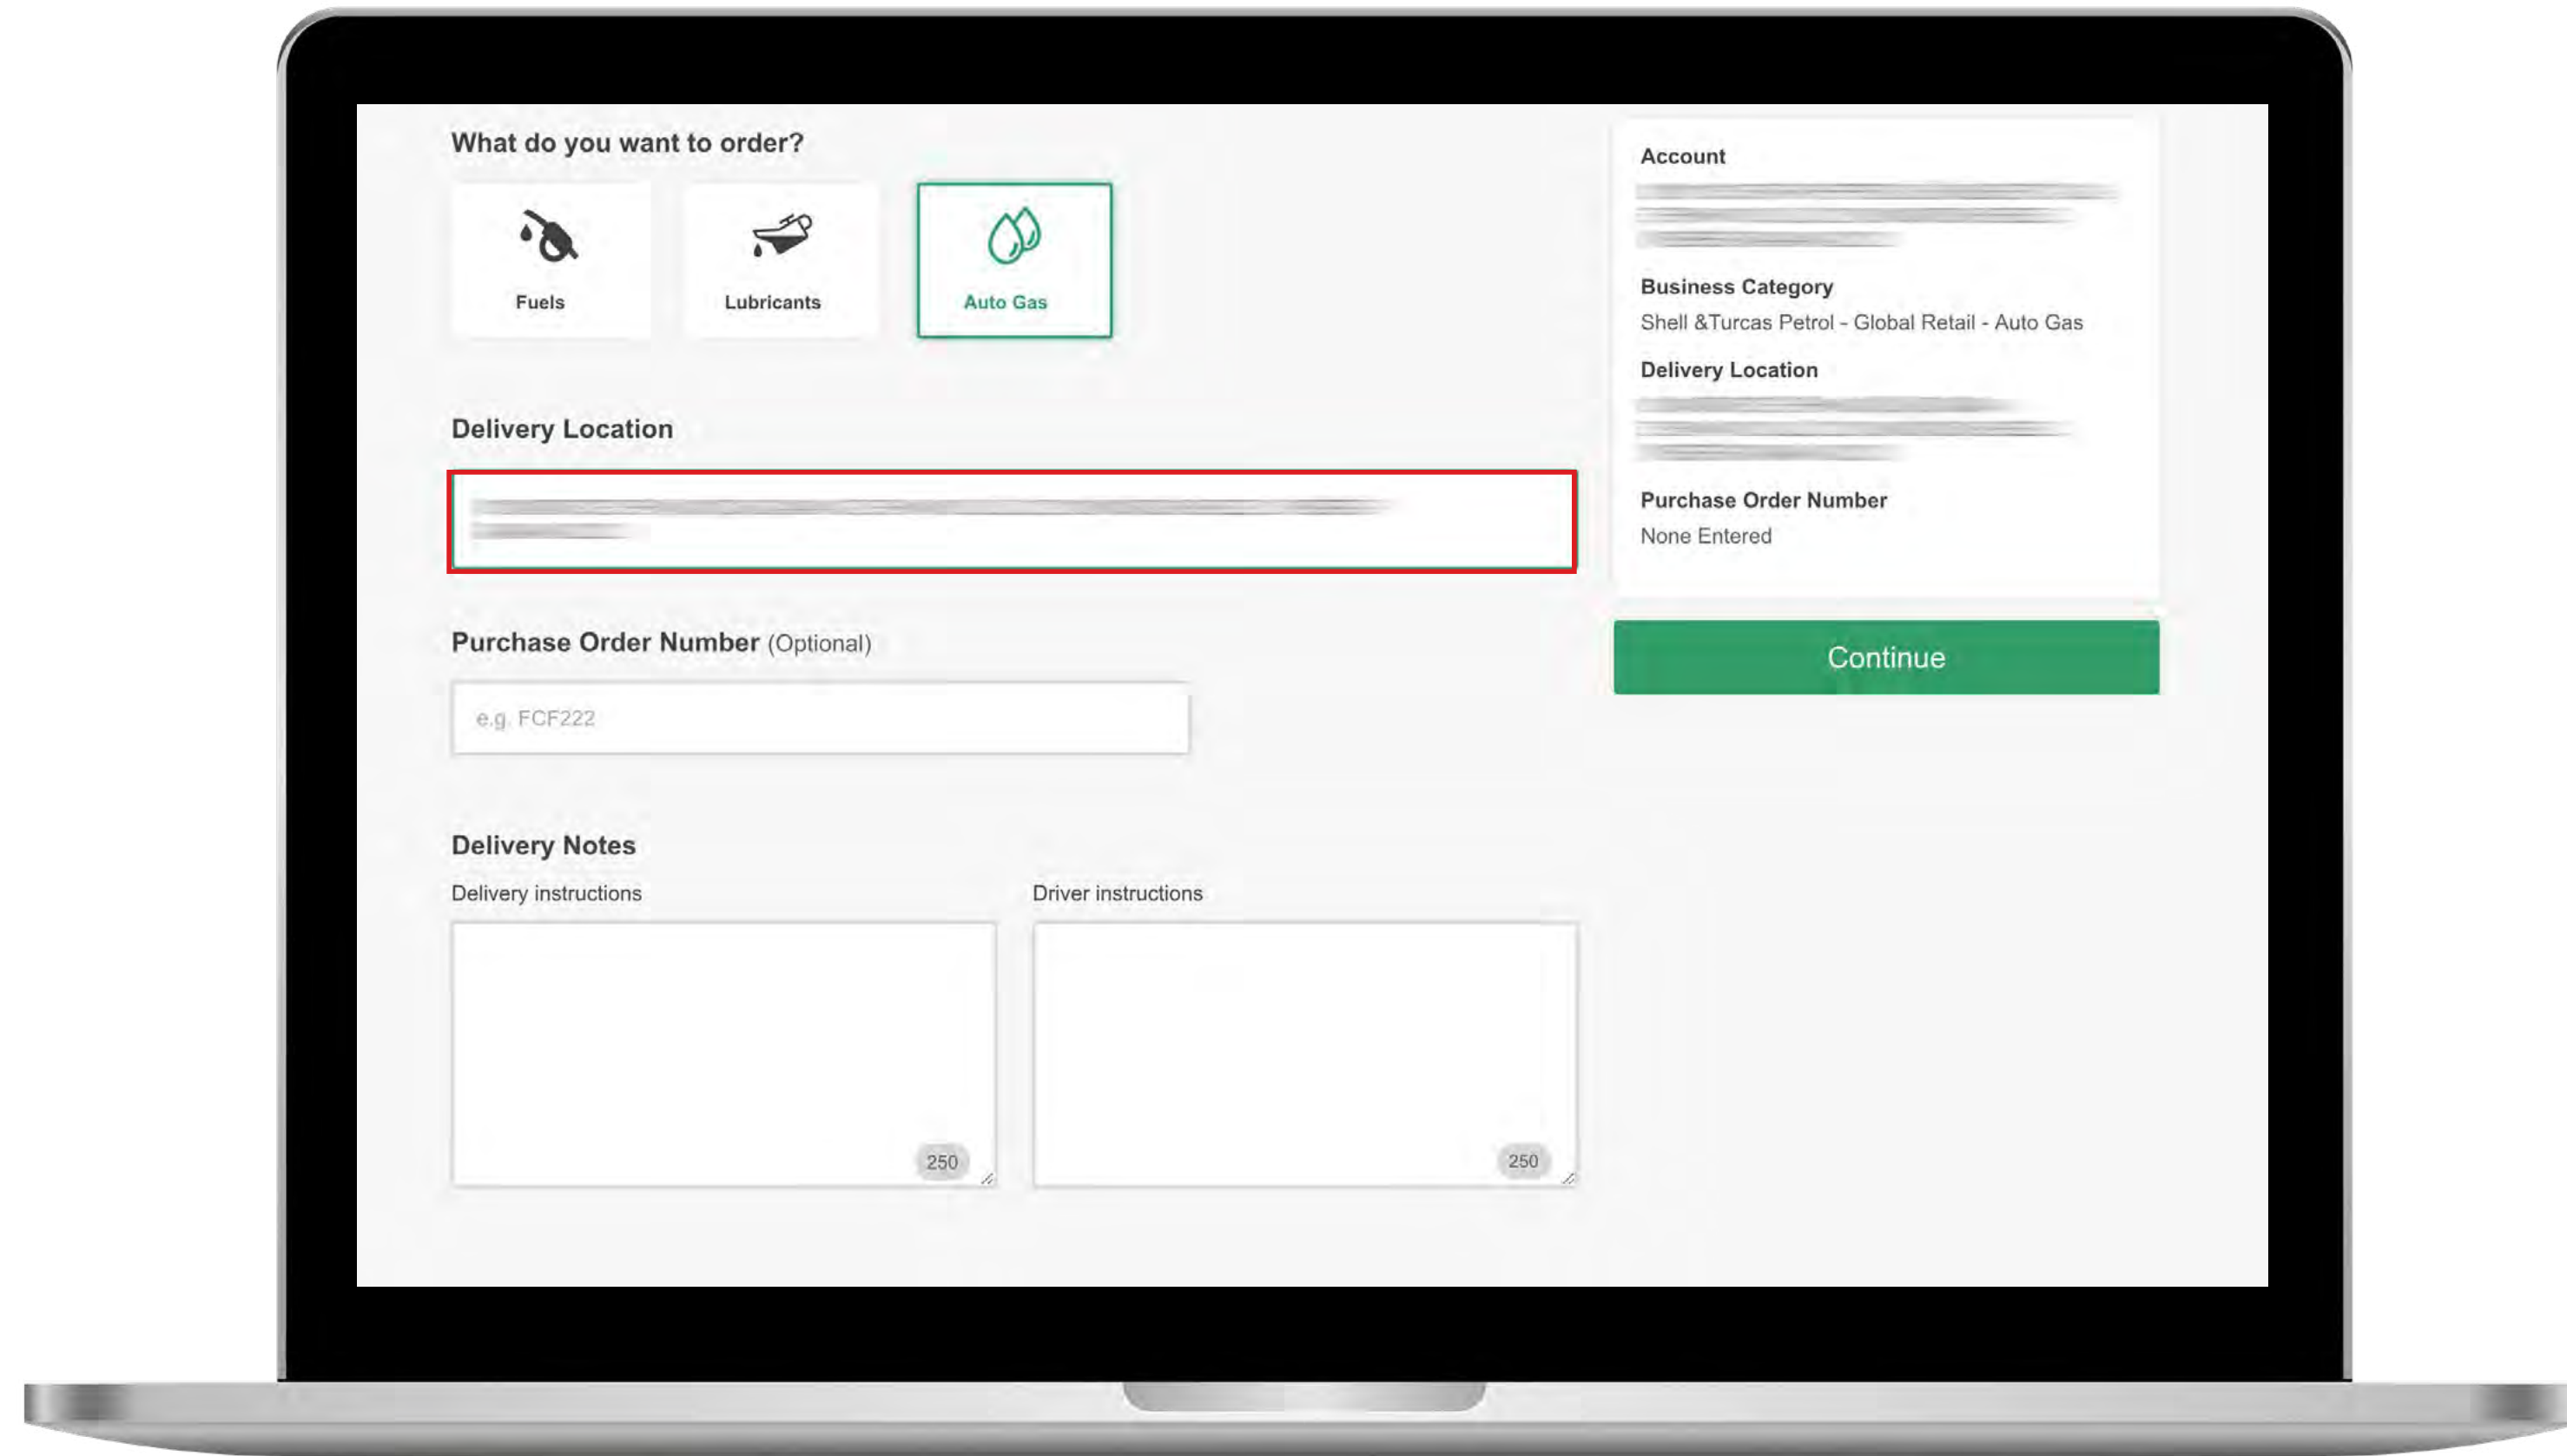 What do you want to order?
Fuels
Lubricants
Auto Gas
Delivery Location
Purchase Order Number (Optional)
e.g. FCF222
Delivery Notes
Delivery instructions
Driver instructions
250
250
Account
Business Category
Shell &Turcas Petrol - Global Retail - Auto Gas
Delivery Location
Purchase Order Number
None Entered
Continue